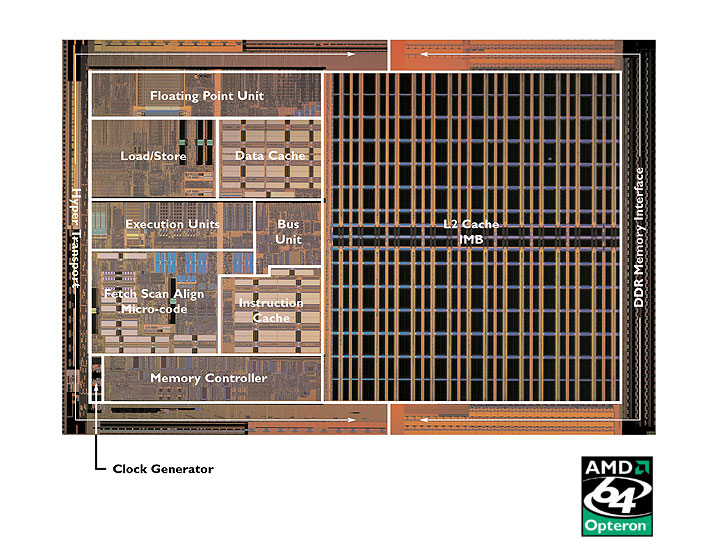 Floating Point Unit
Load/Store
Data Cache
Hyper Transport
Execution Units
Bus
Unit
L2 Cache
IMB
DDR Memory Interface
Fetch Scan Align
Micro-code
Instruction
Cache
Memory Controller
Clock Generator
AMD
64
Opteron